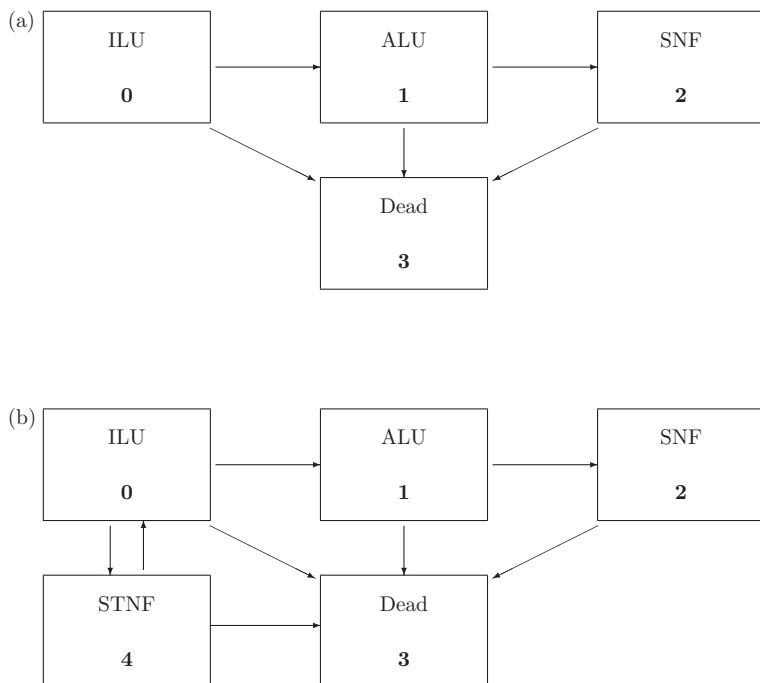 (a)
ILU ALU SNF
0 1 2
Dead
3
(b)
ILU ALU SNF
0 1 2
STNF Dead
4 3